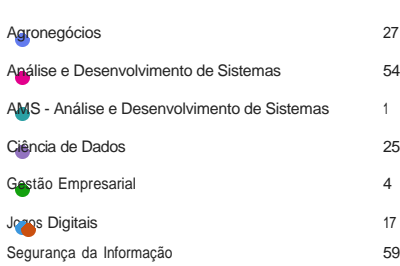 Agronegócios 27
Análise e Desenvolvimento de Sistemas 54
AMS - Análise e Desenvolvimento de Sistemas 1
Ciência de Dados 25
Gestão Empresarial 4
Jogos Digitais 17
Segurança da Informação 59